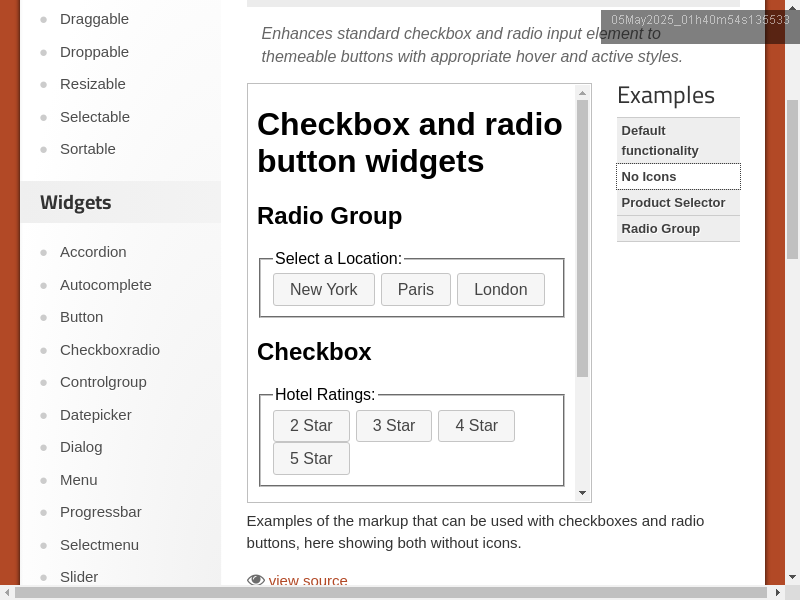 Draggable
Droppable
Resizable
Selectable
Sortable
Widgets
Accordion
Autocomplete
Button
Checkboxradio
Controlgroup
Datepicker
Dialog
Menu
Progressbar
Selectmenu
Slider
05May2025_01h40m54s135533
Enhances standard checkbox and radio input element to
themeable buttons with appropriate hover and active styles.
Checkbox and radio
button widgets
Radio Group
Select a Location:
New York Paris London
Checkbox
Hotel Ratings:
2 Star 3 Star 4 Star
5 Star
Examples of the markup that can be used with checkboxes and radio
buttons, here showing both without icons.
view source
Examples
Default
functionality
No Icons
Product Selector
Radio Group